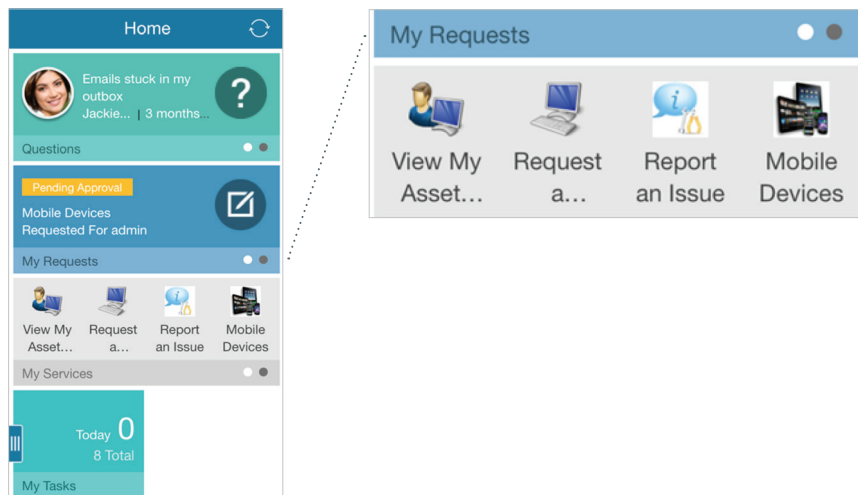 Home
Emails stuck in my
outbox
Jackie... | 3 months...
?
Questions
Pending Approval
Mobile Devices
Requested For admin
My Requests
View My
Asset...
Request
a...
Report
an Issue
Mobile
Devices
My Services
Today 0
8 Total
My Tasks
My Requests
View My
Asset...
Request
a...
Report
an Issue
Mobile
Devices